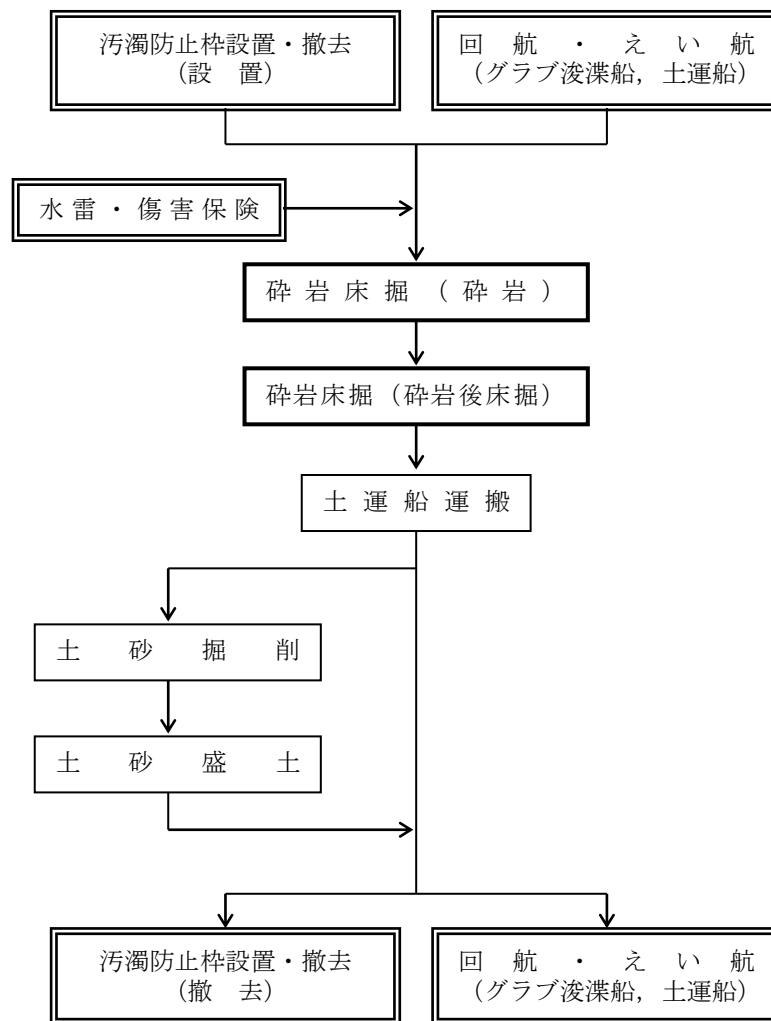 汚濁防止枠設置・撤去
（設　置）
回　航　・　え　い　航
（グラブ浚渫船，土運船）
水雷・傷害保険
砕岩床掘（砕岩）
砕岩床掘（砕岩後床掘）
土運船運搬
土　砂　掘　削
土　砂　盛　土
汚濁防止枠設置・撤去
（撤　去）
回　航　・　え　い　航
（グラブ浚渫船，土運船）